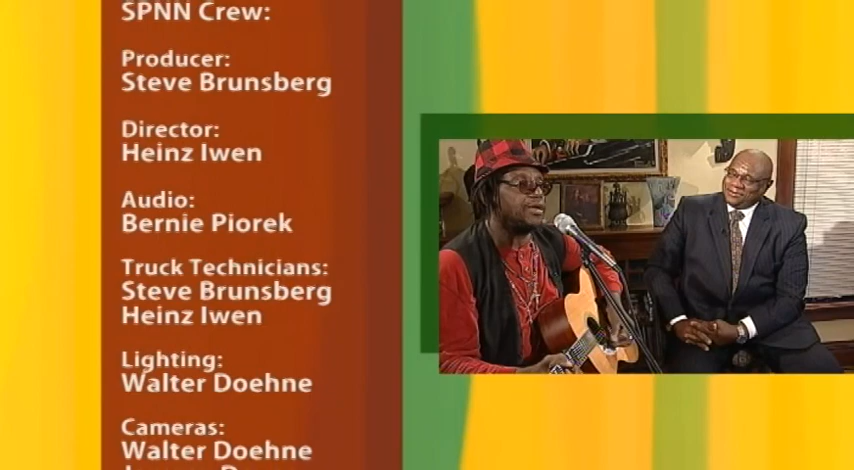 SPNN Crew:
Producer:
Steve Brunsberg
Director:
Heinz Iwen
Audio:
Bernie Piorek
Truck Technicians:
Steve Brunsberg
Heinz Iwen
Lighting:
Walter Doehne
Cameras:
Walter Doehne